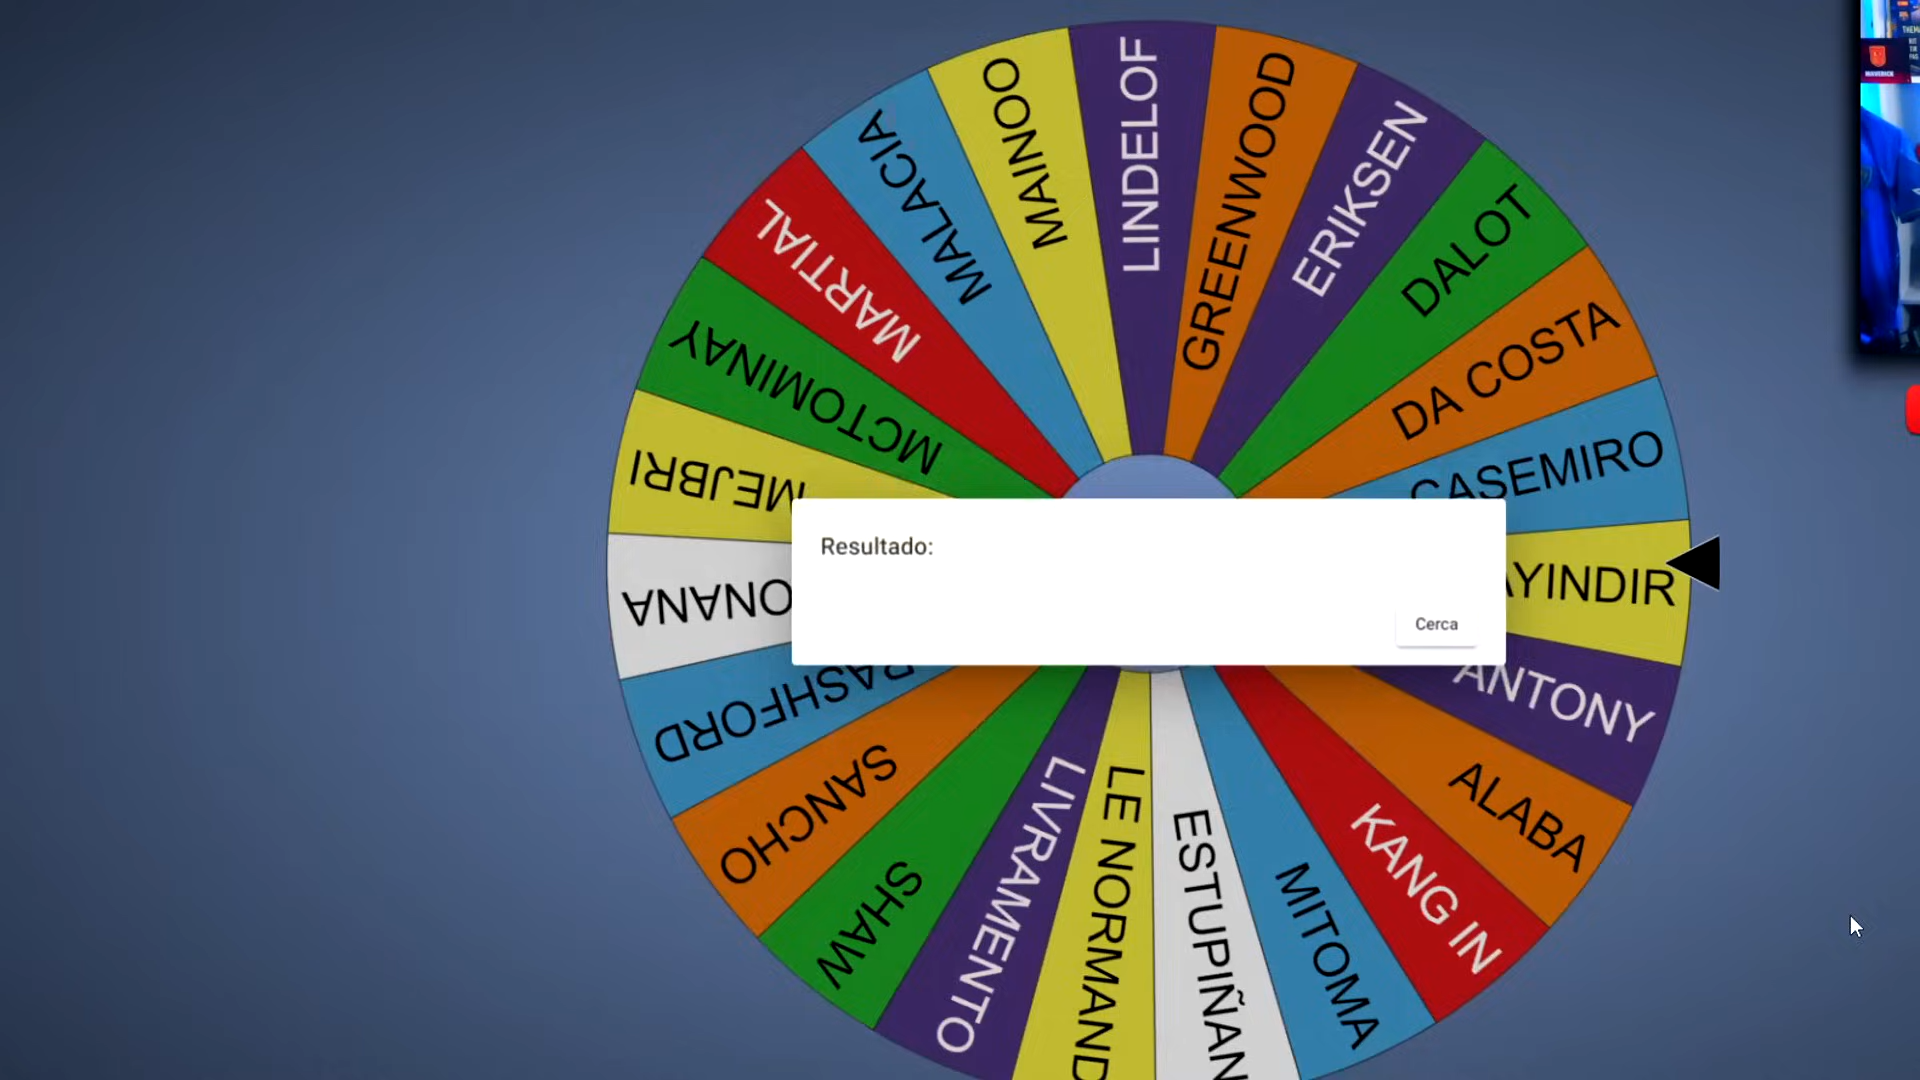 LINDELOF
GREENWOOD
ERIKSEN
DALOT
DA COSTA
CASEMIRO
YINDIR
ANTONY
ALABA
KANG IN
MITOMA
ESTUPIÑAN
LE NORMAND
LIVRAMENTO
SHAW
SANCHO
RASHFORD
ONANA
MEJBRI
MCTOMINAY
MARTIAL
MALACIA
MAINOO
Resultado:
Cerca
MAVERICK